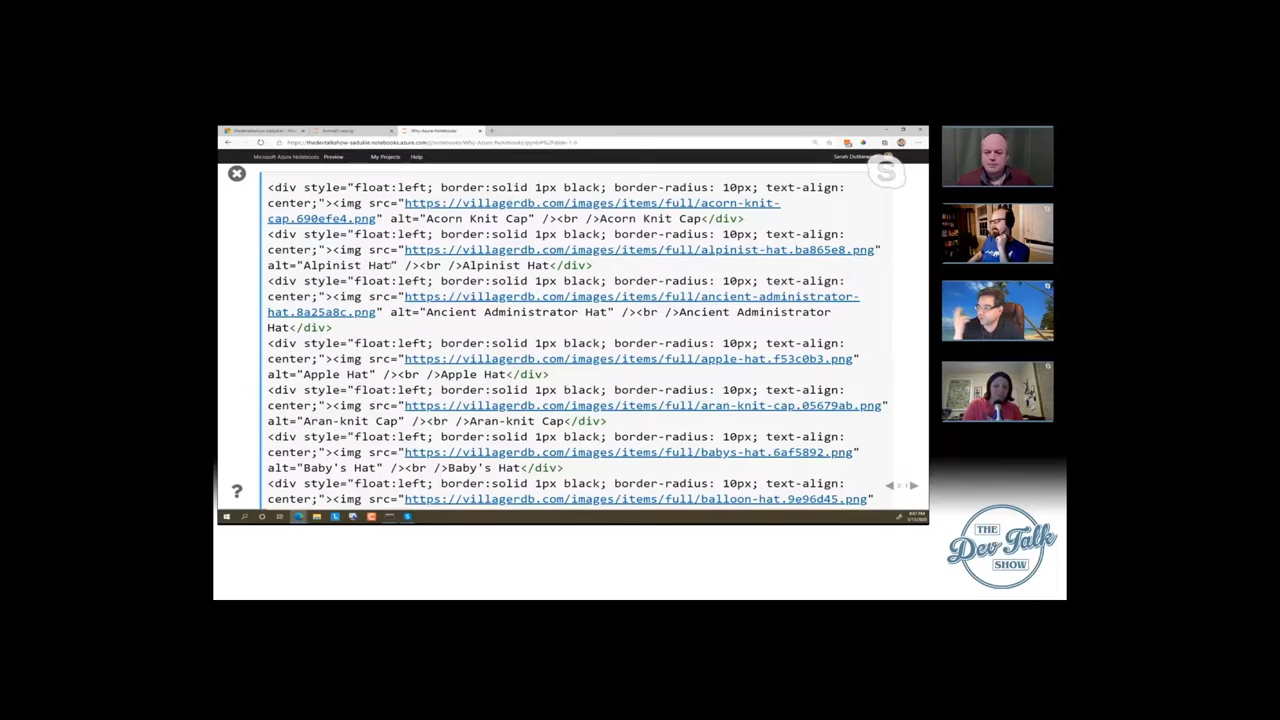 Why-Azure-Notebooks
Microsoft Azure Notebooks Preview My Projects Help
<div style="float:left; border:solid 1px black; border-radius: 10px; text-align:
center;"><img src="https://villagerdb.com/images/items/full/acorn-knit-
cap.690efe4.png" alt="Acorn Knit Cap" /><br />Acorn Knit Cap</div>
<div style="float:left; border:solid 1px black; border-radius: 10px; text-align:
center;"><img src="https://villagerdb.com/images/items/full/alpinist-hat.ba865e8.png"
alt="Alpinist Hat" /><br />Alpinist Hat</div>
<div style="float:left; border:solid 1px black; border-radius: 10px; text-align:
center;"><img src="https://villagerdb.com/images/items/full/ancient-administrator-
hat.8a25a8c.png" alt="Ancient Administrator Hat" /><br />Ancient Administrator
Hat</div>
<div style="float:left; border:solid 1px black; border-radius: 10px; text-align:
center;"><img src="https://villagerdb.com/images/items/full/apple-hat.f53c0b3.png"
alt="Apple Hat" /><br />Apple Hat</div>
<div style="float:left; border:solid 1px black; border-radius: 10px; text-align:
center;"><img src="https://villagerdb.com/images/items/full/aran-knit-cap.05679ab.png"
alt="Aran-knit Cap" /><br />Aran-knit Cap</div>
<div style="float:left; border:solid 1px black; border-radius: 10px; text-align:
center;"><img src="https://villagerdb.com/images/items/full/babys-hat.6af5892.png"
alt="Baby's Hat" /><br />Baby's Hat</div>
<div style="float:left; border:solid 1px black; border-radius: 10px; text-align:
center;"><img src="https://villagerdb.com/images/items/full/balloon-hat.9e96d45.png"
?
S
THE
Dev Talk
SHOW